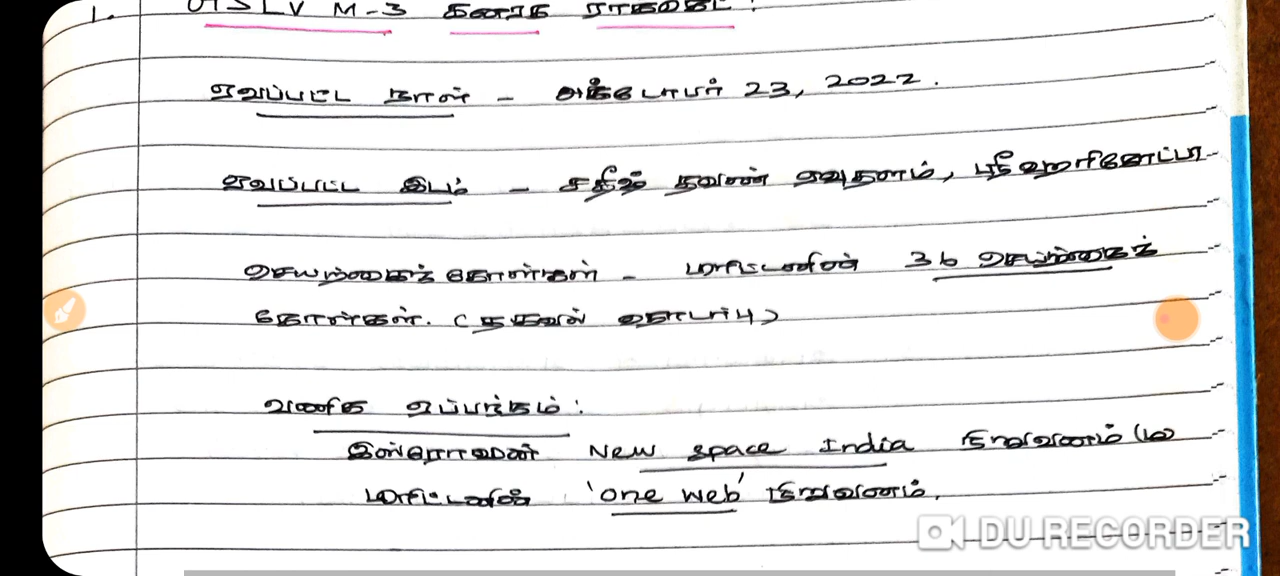 1. GSLV M-3 கனரக ராக்கெட் :
ஏவப்பட்ட நாள் - அக்டோபர் 23, 2022.
ஏவப்பட்ட இடம் - சதீஷ் தவான் ஏவுதளம், ஸ்ரீஹரிகோட்டா
செயற்கைக் கோள்கள் - பிரிட்டனின் 36 செயற்கைக்
கோள்கள். (தகவல் தொடர்பு)
வணிக ஒப்பந்தம் :
இஸ்ரோவின் New space India நிறுவனம் (ம)
பிரிட்டனின் 'one web' நிறுவனம்.
DU RECORDER